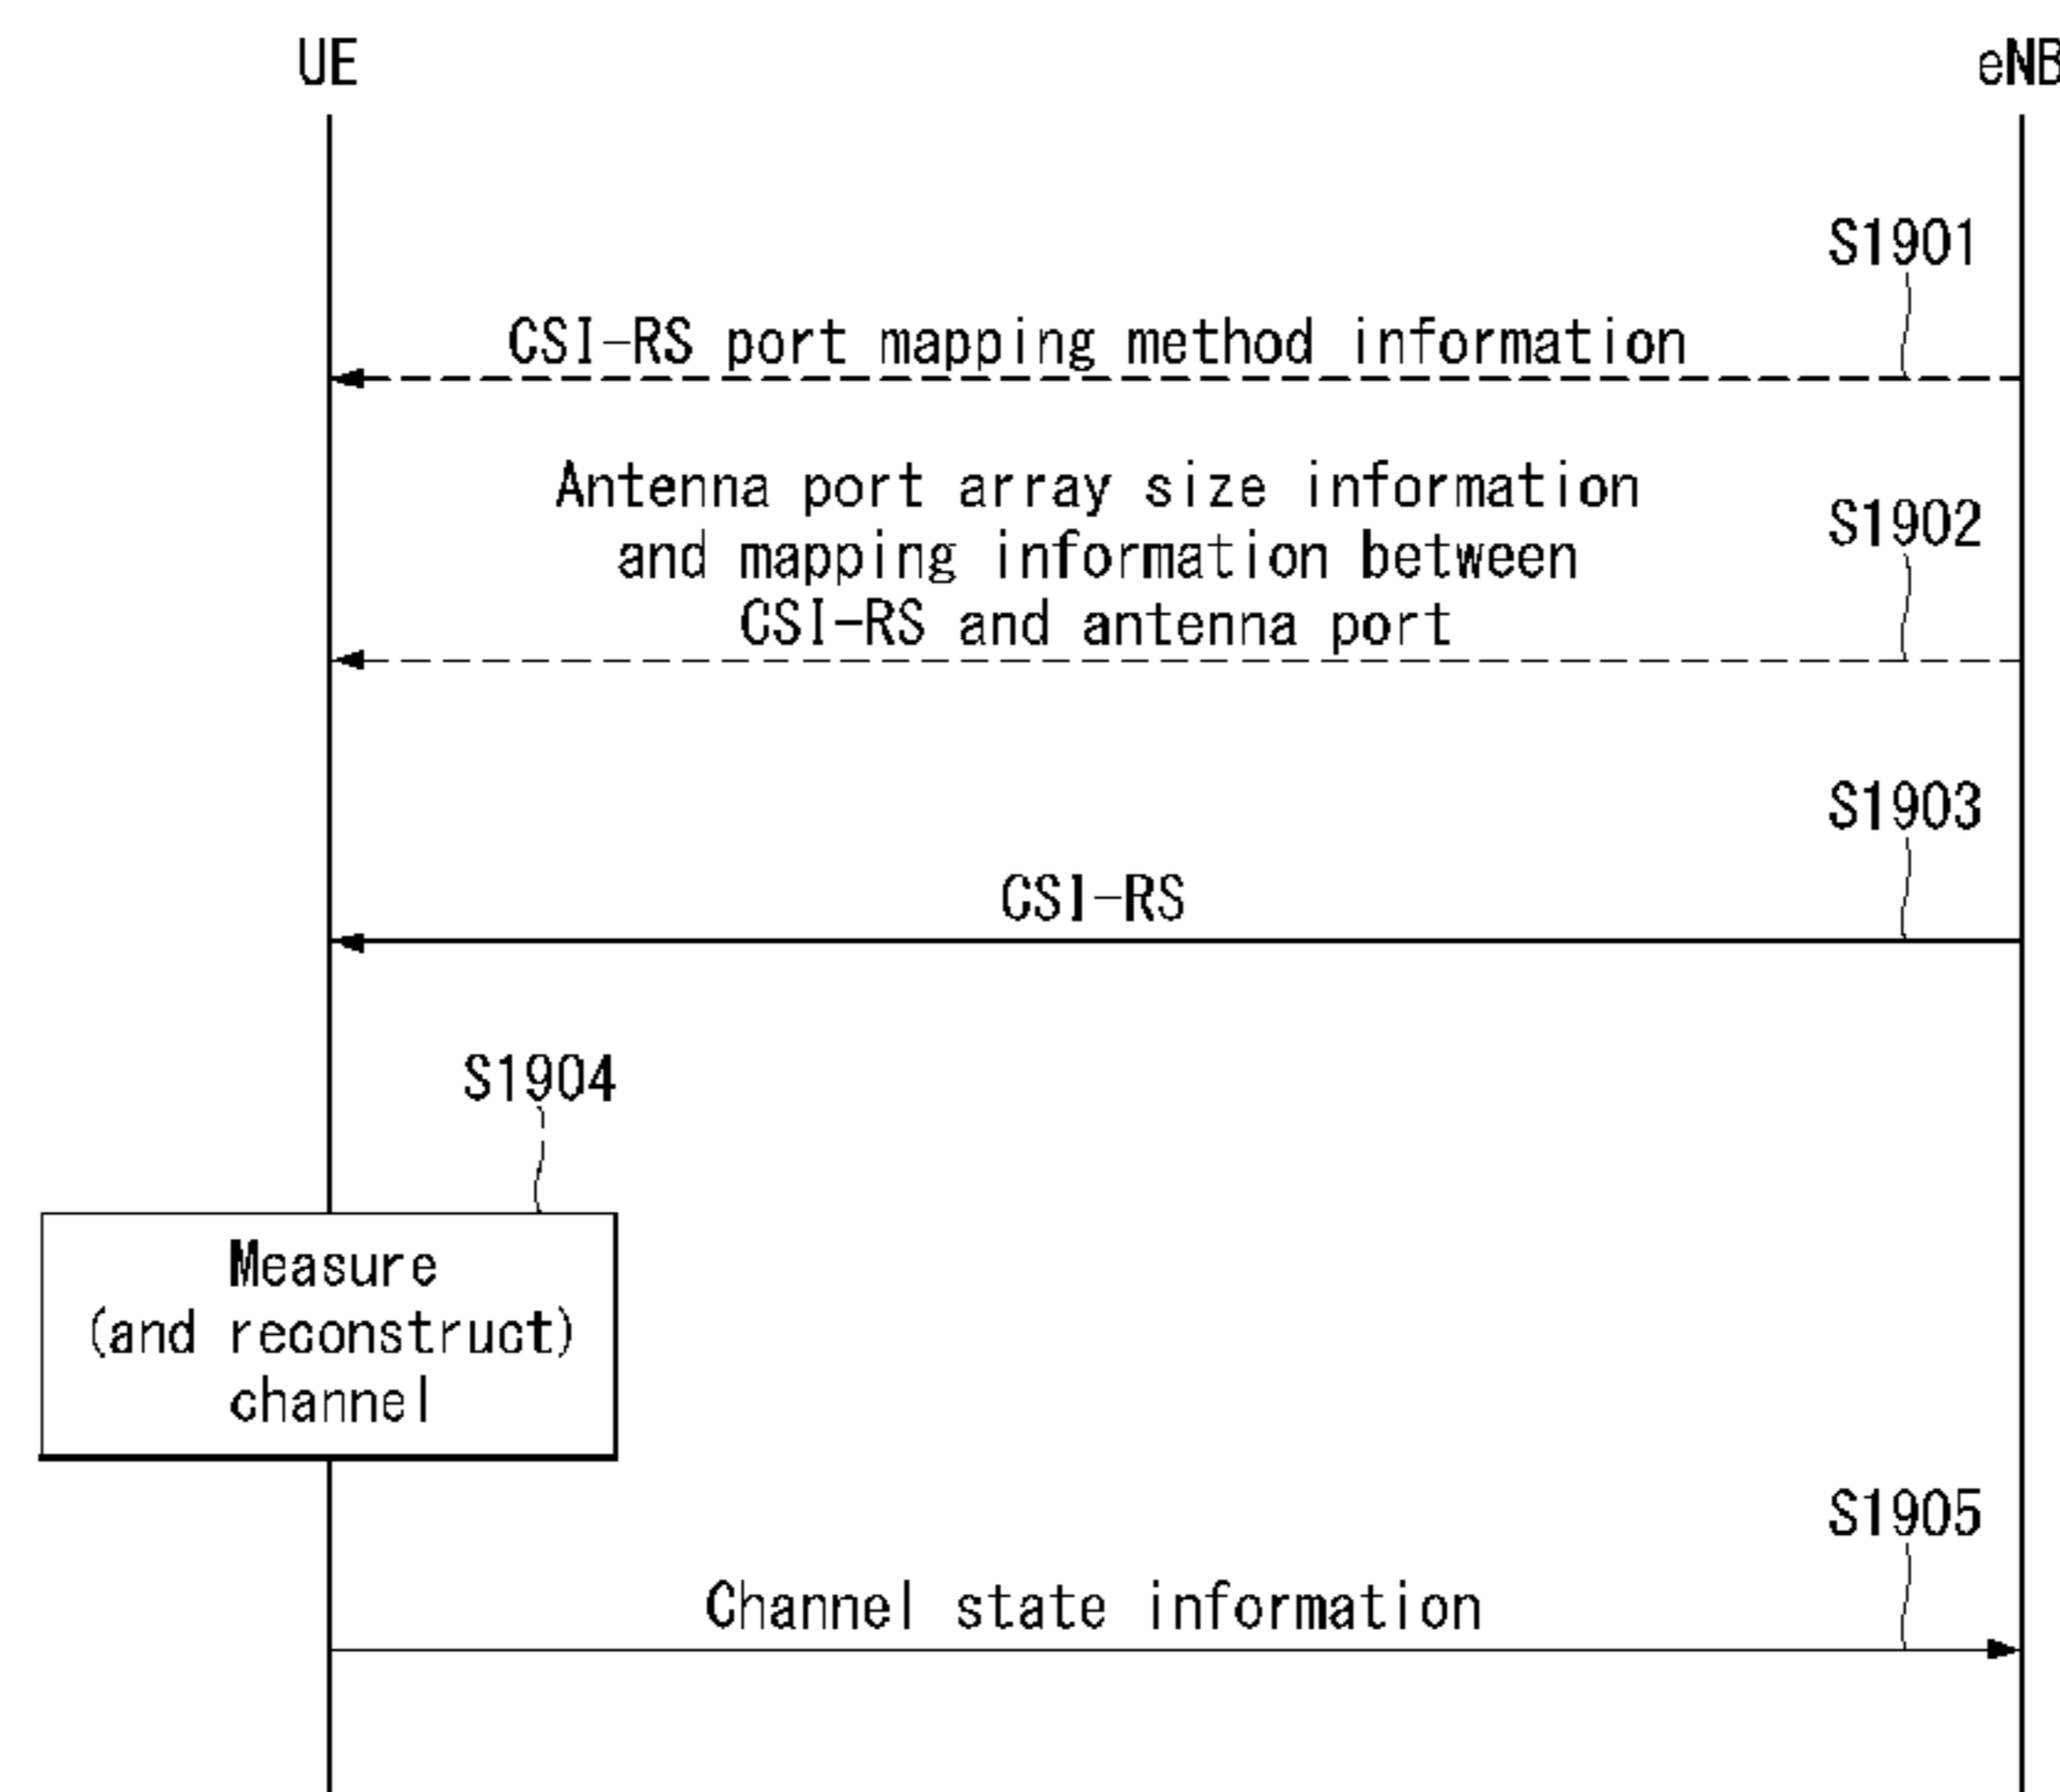 UE
eNB
S1901
CSI-RS port mapping method information
Antenna port array size information
and mapping information between
CSI-RS and antenna port
S1902
S1903
CSI-RS
S1904
Measure
(and reconstruct)
channel
S1905
Channel state information